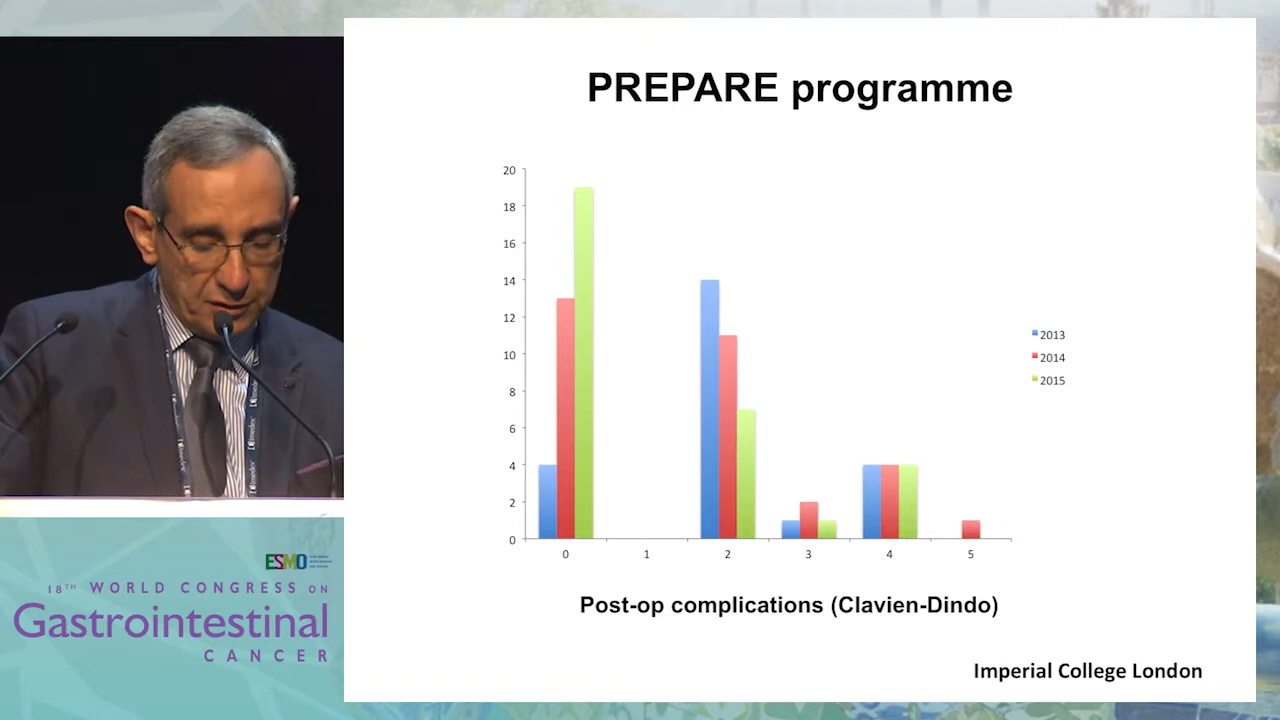 PREPARE programme
20
18
16
14
12
10
8
6
4
2
0
0 1 2 3 4 5
2013
2014
2015
Post-op complications (Clavien-Dindo)
Imperial College London
ESMO
18TH WORLD CONGRESS ON
Gastrointestinal
CANCER